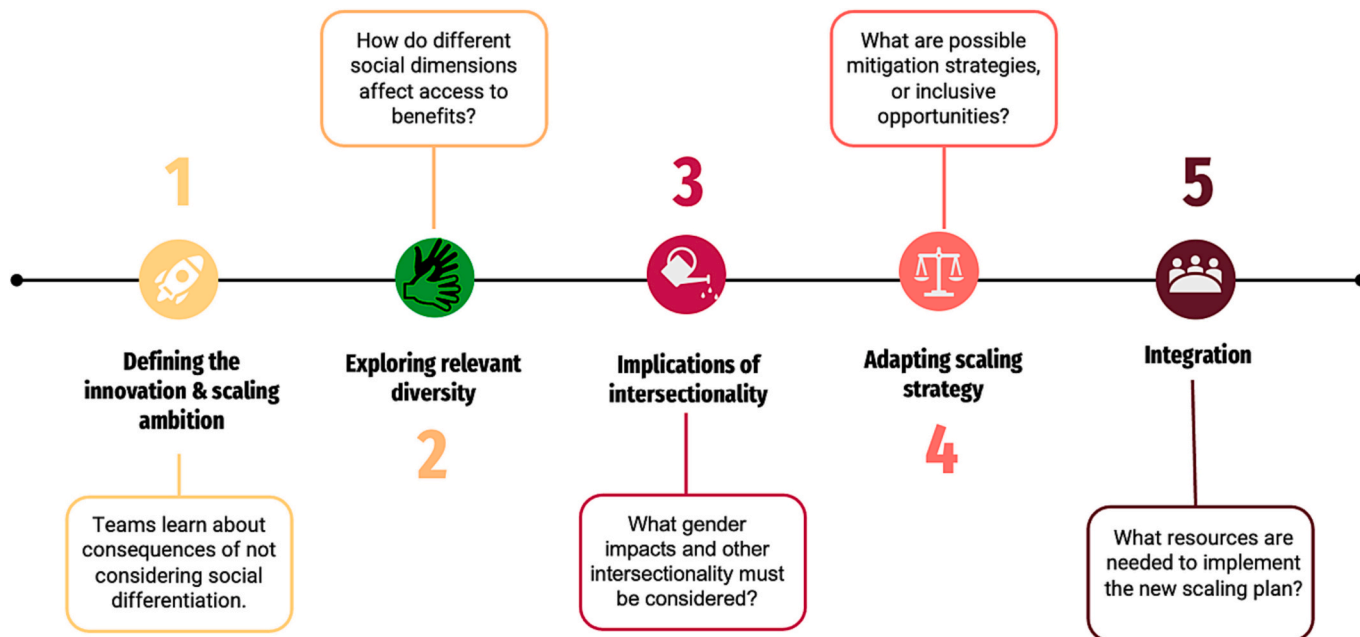 How do different
social dimensions
affect access to
benefits?
What are possible
mitigation strategies,
or inclusive
opportunities?
1
3
5
Defining the
innovation & scaling
ambition
Exploring relevant
diversity
Implications of
intersectionality
Adapting scaling
strategy
Integration
2
4
Teams learn about
consequences of not
considering social
differentiation.
What gender
impacts and other
intersectionality must
be considered?
What resources are
needed to implement
the new scaling plan?